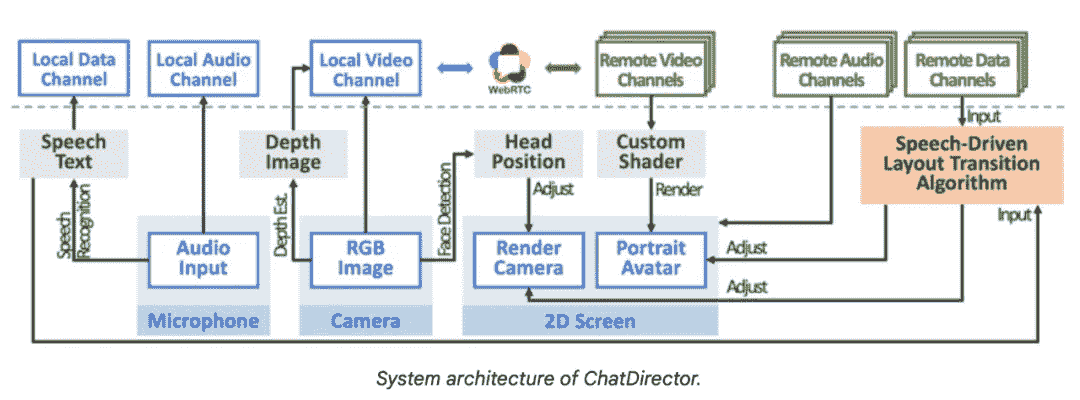 Local Data
Channel
Local Audio
Channel
Local Video
Channel
WebRTC
Remote Video
Channels
Remote Audio
Channels
Remote Data
Channels
Speech
Text
Depth
Image
Head
Position
Custom
Shader
Input
Speech-Driven
Layout Transition
Algorithm
Speech
Recognition
Depth Est.
Face Detection
Adjust
Render
Input
Audio
Input
RGB
Image
Render
Camera
Portrait
Avatar
Adjust
Adjust
Microphone
Camera
2D Screen
System architecture of ChatDirector.